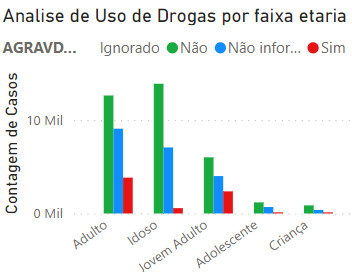 Analise de Uso de Drogas por faixa etaria
AGRAVD... Ignorado Não Não infor... Sim
Contagem de Casos
10 Mil
0 Mil
Adulto
Idoso
Jovem Adulto
Adolescente
Criança